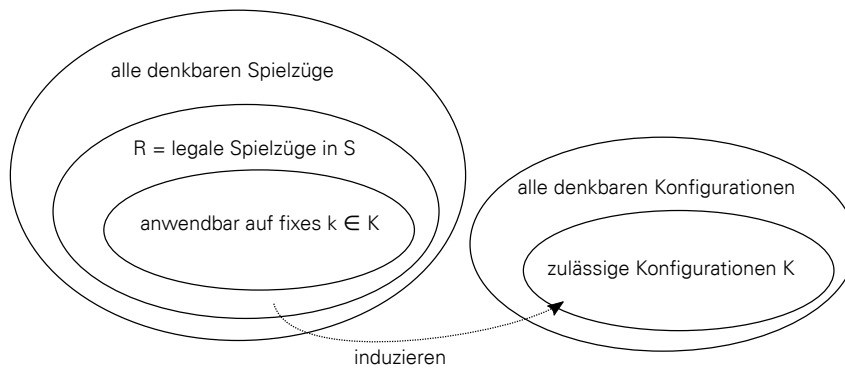 alle denkbaren Spielzüge
R = legale Spielzüge in S
anwendbar auf fixes k ∈ K
alle denkbaren Konfigurationen
zulässige Konfigurationen K
induzieren